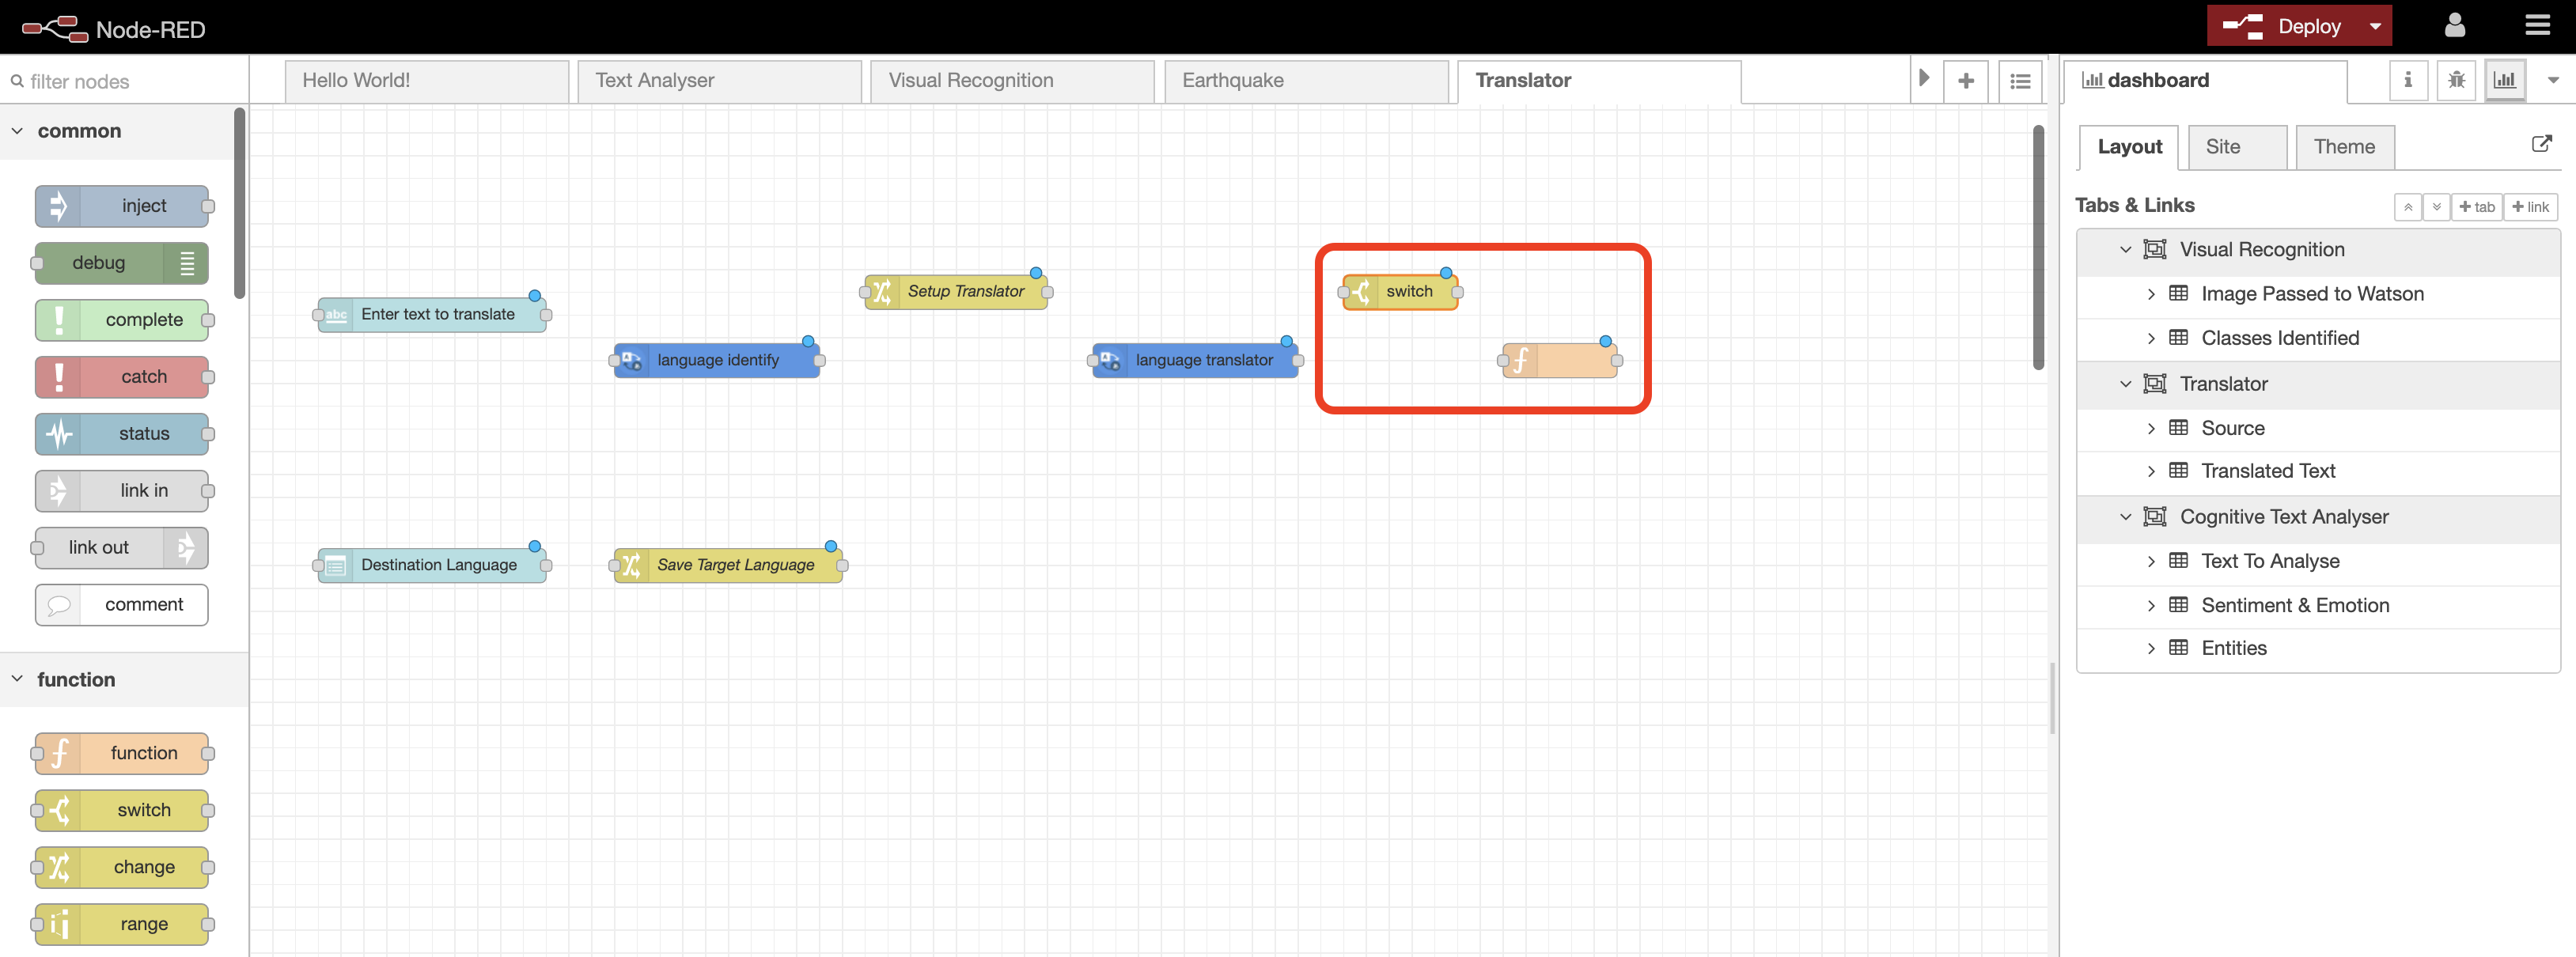 Node-RED
Deploy
filter nodes
Hello World!
Text Analyser
Visual Recognition
Earthquake
Translator
dashboard
common
inject
debug
complete
catch
status
link in
link out
comment
function
function
switch
change
range
Enter text to translate
abc
language identify
Setup Translator
language translator
switch
Destination Language
Save Target Language
Layout
Site
Theme
Tabs & Links
tab
link
Visual Recognition
Image Passed to Watson
Classes Identified
Translator
Source
Translated Text
Cognitive Text Analyser
Text To Analyse
Sentiment & Emotion
Entities